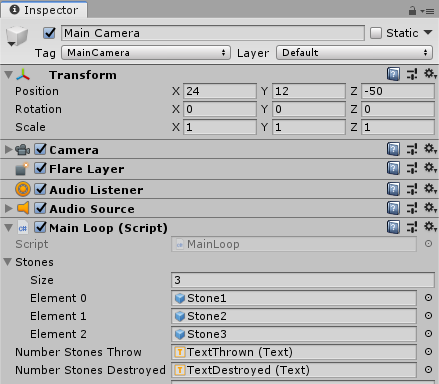 Inspector
Main Camera Static
Tag MainCamera Layer Default
Transform
Position X 24 Y 12 Z -50
Rotation X 0 Y 0 Z 0
Scale X 1 Y 1 Z 1
Camera
Flare Layer
Audio Listener
Audio Source
C# Main Loop (Script)
Script MainLoop
Stones
Size 3
Element 0 Stone1
Element 1 Stone2
Element 2 Stone3
Number Stones Throw T TextThrown (Text)
Number Stones Destroyed T TextDestroyed (Text)